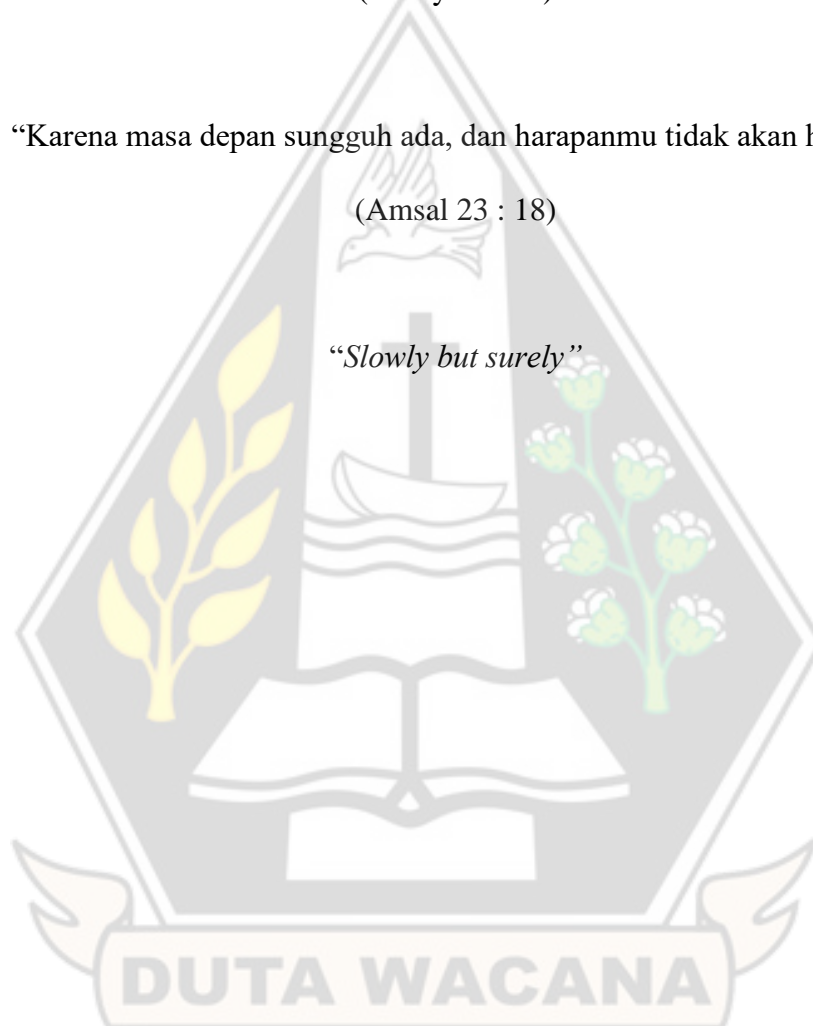 “Karena masa depan sungguh ada, dan harapanmu tidak akan
(Amsal 23 : 18)
“Slowly but surely”
DUTA WACANA